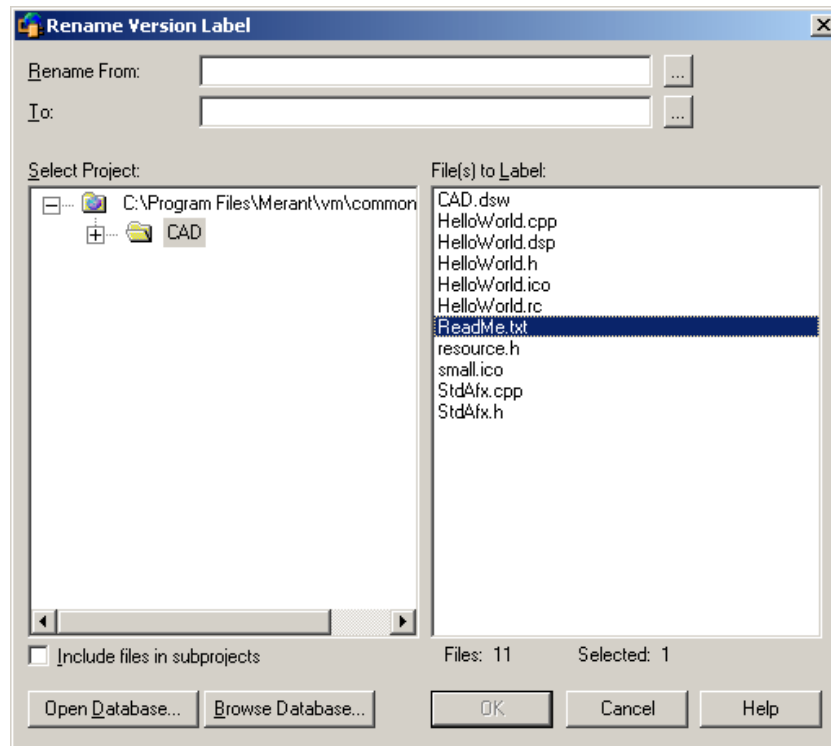 Rename Version Label
Rename From:
...
To:
...
Select Project:
C:\Program Files\Merant\vm\common
CAD
File(s) to Label:
CAD.dsw
HelloWorld.cpp
HelloWorld.dsp
HelloWorld.h
HelloWorld.ico
HelloWorld.rc
ReadMe.txt
resource.h
small.ico
StdAfx.cpp
StdAfx.h
Include files in subprojects
Files: 11 Selected: 1
Open Database... Browse Database... OK Cancel Help